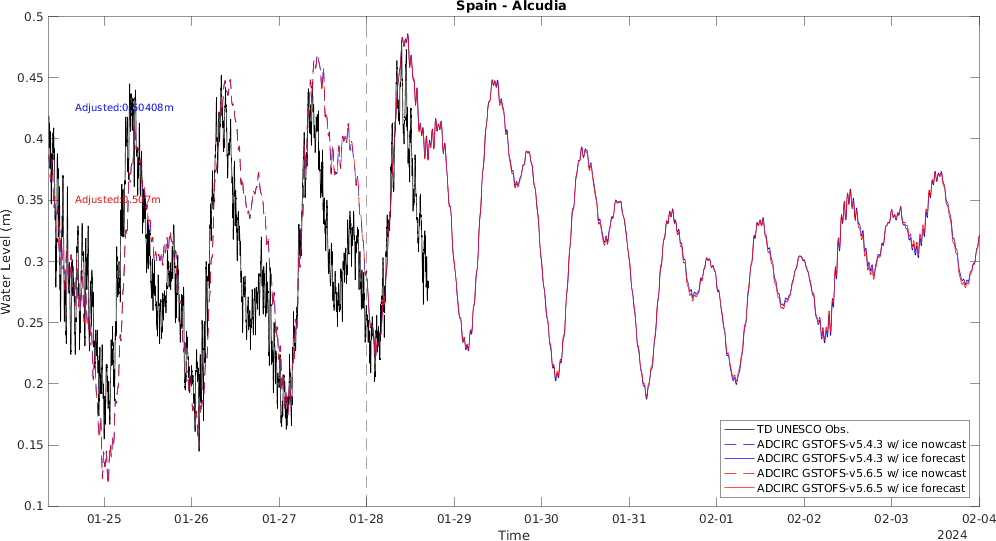 Spain - Alcudia
0.5
0.45
Adjusted:0.50408m
0.4
0.35
Adjusted:0.507m
0.3
0.25
0.2
0.15
0.1
Water Level (m)
TD UNESCO Obs.
ADCIRC GSTOFS-v5.4.3 w/ ice nowcast
ADCIRC GSTOFS-v5.4.3 w/ ice forecast
ADCIRC GSTOFS-v5.6.5 w/ ice nowcast
ADCIRC GSTOFS-v5.6.5 w/ ice forecast
01-25 01-26 01-27 01-28 01-29 01-30 01-31 02-01 02-02 02-03 02-04
Time
2024